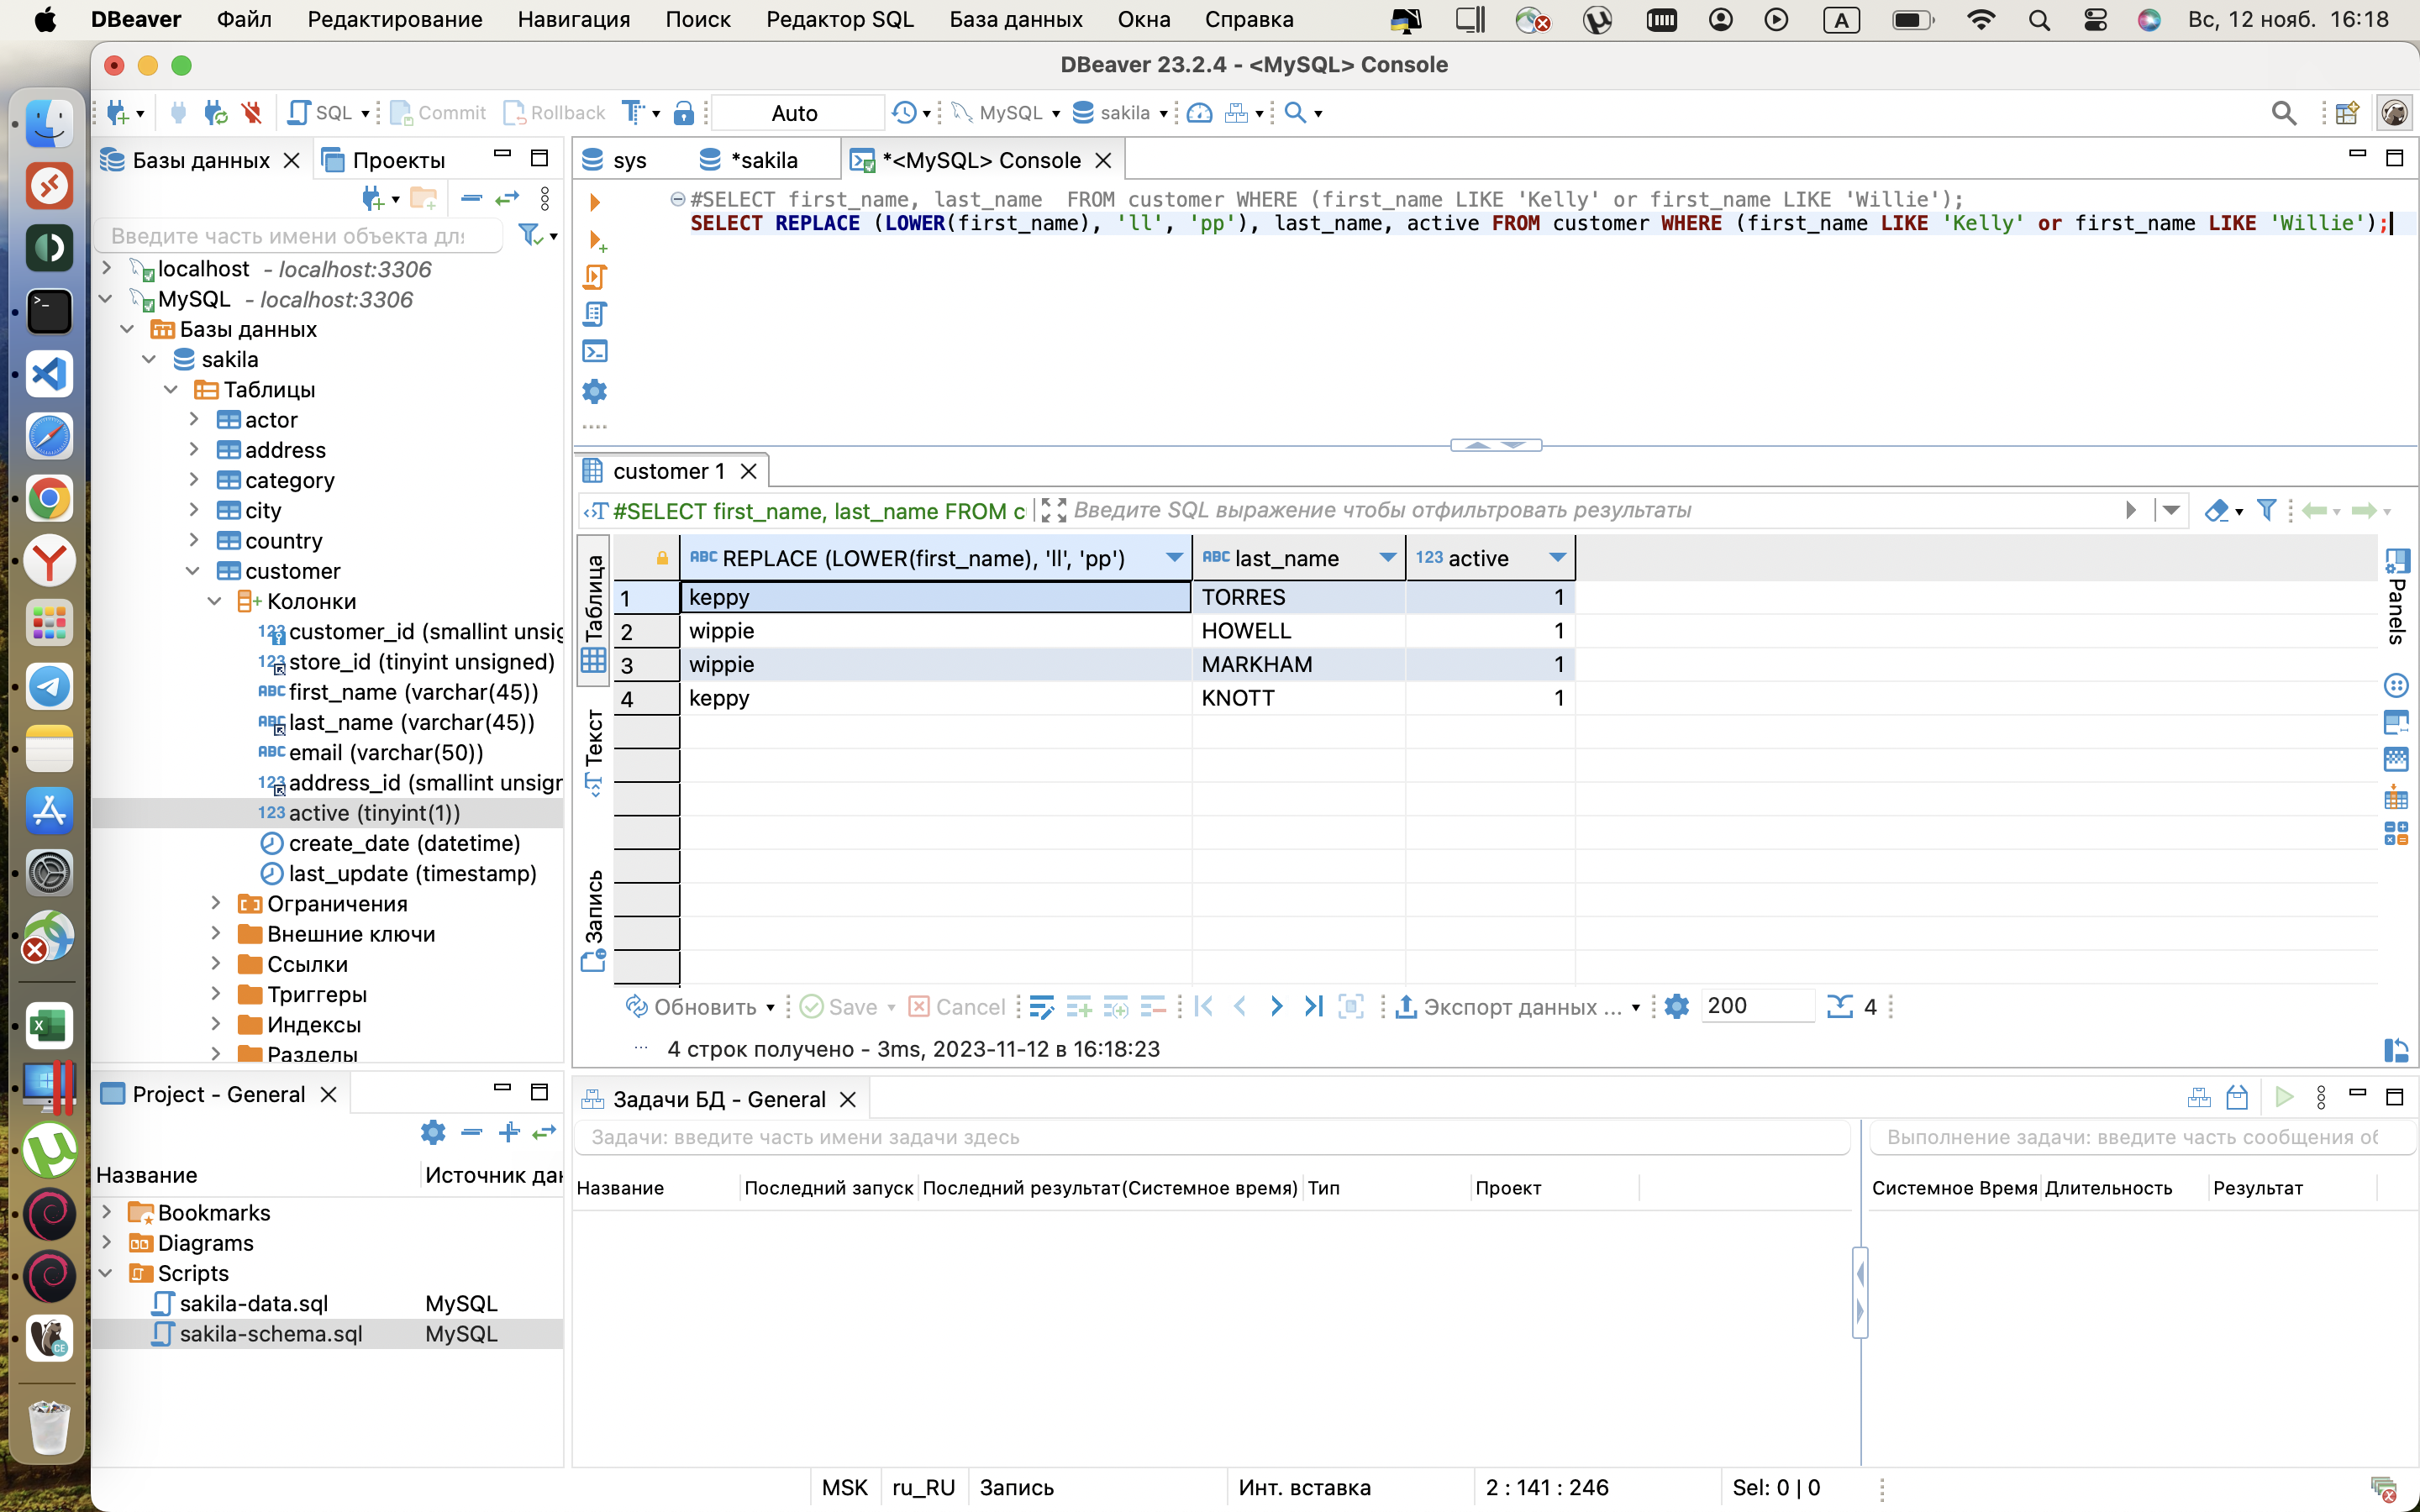 DBeaver Файл Редактирование Навигация Поиск Редактор SQL База данных Окна Справка A Вс, 12 нояб. 16:18
DBeaver 23.2.4 - <MySQL> Console
SQL Commit Rollback Auto MySQL sakila
Базы данных Проекты
Введите часть имени объекта для
localhost - localhost:3306
MySQL - localhost:3306
Базы данных
sakila
Таблицы
actor
address
category
city
country
customer
Колонки
123 customer_id (smallint unsig
123 store_id (tinyint unsigned)
ABC first_name (varchar(45))
ABC last_name (varchar(45))
ABC email (varchar(50))
123 address_id (smallint unsigr
123 active (tinyint(1))
create_date (datetime)
last_update (timestamp)
Ограничения
Внешние ключи
Ссылки
Триггеры
Индексы
Разделы
sys *sakila *<MySQL> Console
#SELECT first_name, last_name  FROM customer WHERE (first_name LIKE 'Kelly' or first_name LIKE 'Willie');
SELECT REPLACE (LOWER(first_name), 'll', 'pp'), last_name, active FROM customer WHERE (first_name LIKE 'Kelly' or first_name LIKE 'Willie');
customer 1
#SELECT first_name, last_name FROM c Введите SQL выражение чтобы отфильтровать результаты
Таблица
Текст
Запись
ABC REPLACE (LOWER(first_name), 'll', 'pp') ABC last_name 123 active
1 keppy TORRES 1
2 wippie HOWELL 1
3 wippie MARKHAM 1
4 keppy KNOTT 1
Panels
Обновить Save Cancel Экспорт данных ... 200 4
4 строк получено - 3ms, 2023-11-12 в 16:18:23
Project - General
Название Источник дан
Bookmarks
Diagrams
Scripts
sakila-data.sql MySQL
sakila-schema.sql MySQL
Задачи БД - General
Задачи: введите часть имени задачи здесь
Название Последний запуск Последний результат(Системное время) Тип Проект
Выполнение задачи: введите часть сообщения об
Системное Время Длительность Результат
MSK ru_RU Запись Инт. вставка 2 : 141 : 246 Sel: 0 | 0